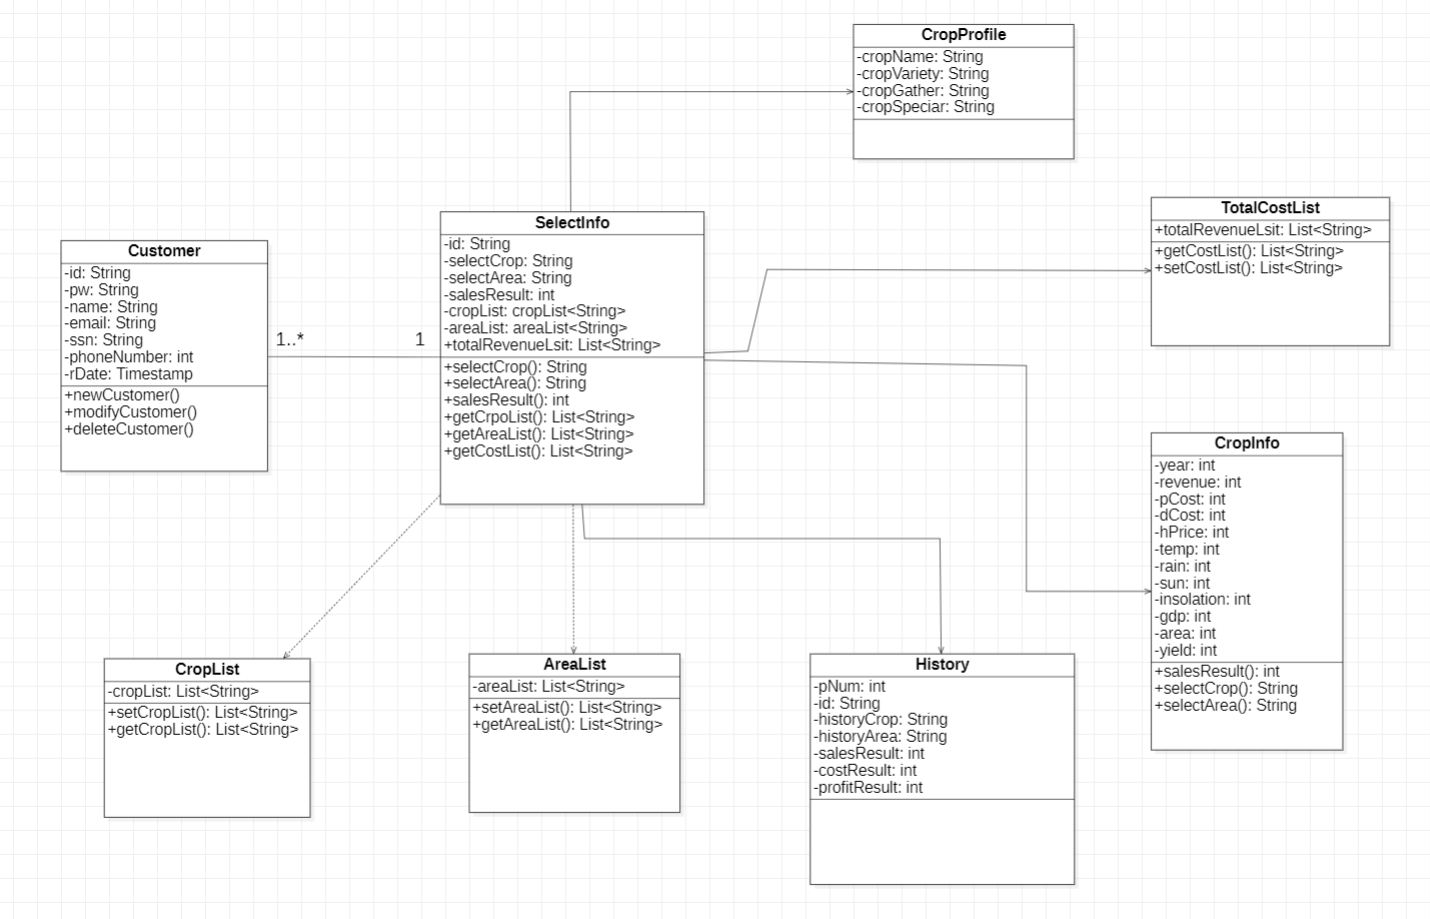 CropProfile
-cropName: String
-cropVariety: String
-cropGather: String
-cropSpeciar: String
TotalCostList
+totalRevenueLsit: List<String>
+getCostList(): List<String>
+setCostList(): List<String>
SelectInfo
-id: String
-selectCrop: String
-selectArea: String
-salesResult: int
-cropList: cropList<String>
-areaList: areaList<String>
+totalRevenueLsit: List<String>
+selectCrop(): String
+selectArea(): String
+salesResult(): int
+getCrpoList(): List<String>
+getAreaList(): List<String>
+getCostList(): List<String>
Customer
-id: String
-pw: String
-name: String
-email: String
-ssn: String
-phoneNumber: int
-rDate: Timestamp
+newCustomer()
+modifyCustomer()
+deleteCustomer()
1..*
1
CropInfo
-year: int
-revenue: int
-pCost: int
-dCost: int
-hPrice: int
-temp: int
-rain: int
-sun: int
-insolation: int
-gdp: int
-area: int
-yield: int
+salesResult(): int
+selectCrop(): String
+selectArea(): String
CropList
-cropList: List<String>
+setCropList(): List<String>
+getCropList(): List<String>
AreaList
-areaList: List<String>
+setAreaList(): List<String>
+getAreaList(): List<String>
History
-pNum: int
-id: String
-historyCrop: String
-historyArea: String
-salesResult: int
-costResult: int
-profitResult: int